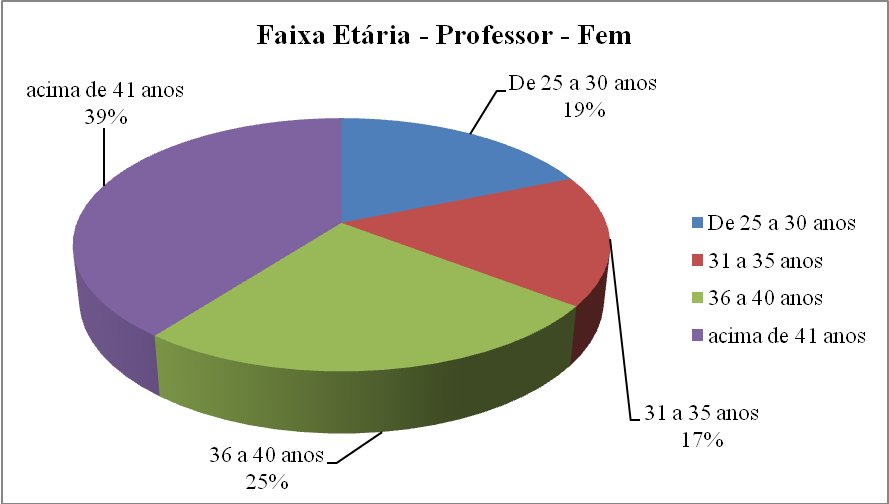 Faixa Etária - Professor - Fem
acima de 41 anos
39%
De 25 a 30 anos
19%
De 25 a 30 anos
31 a 35 anos
36 a 40 anos
acima de 41 anos
31 a 35 anos
17%
36 a 40 anos
25%